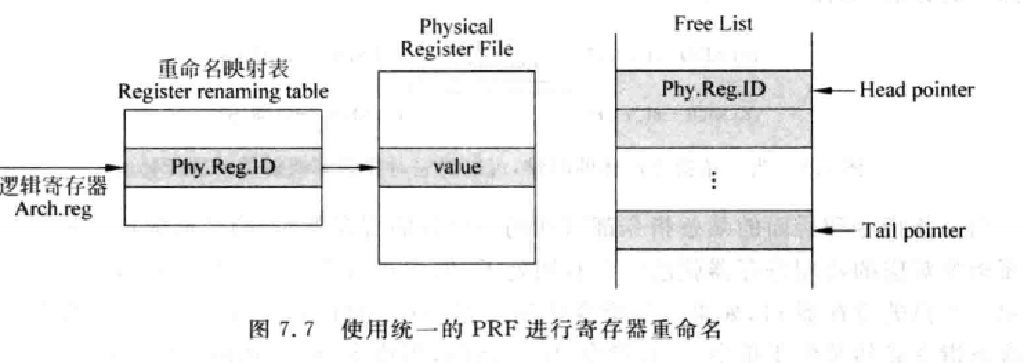 Physical
Register File
Free List
重命名映射表
Register renaming table
Phy.Reg.ID
Head pointer
逻辑寄存器
Arch.reg
Phy.Reg.ID
value
⋮
Tail pointer
图 7.7 使用统一的 PRF 进行寄存器重命名